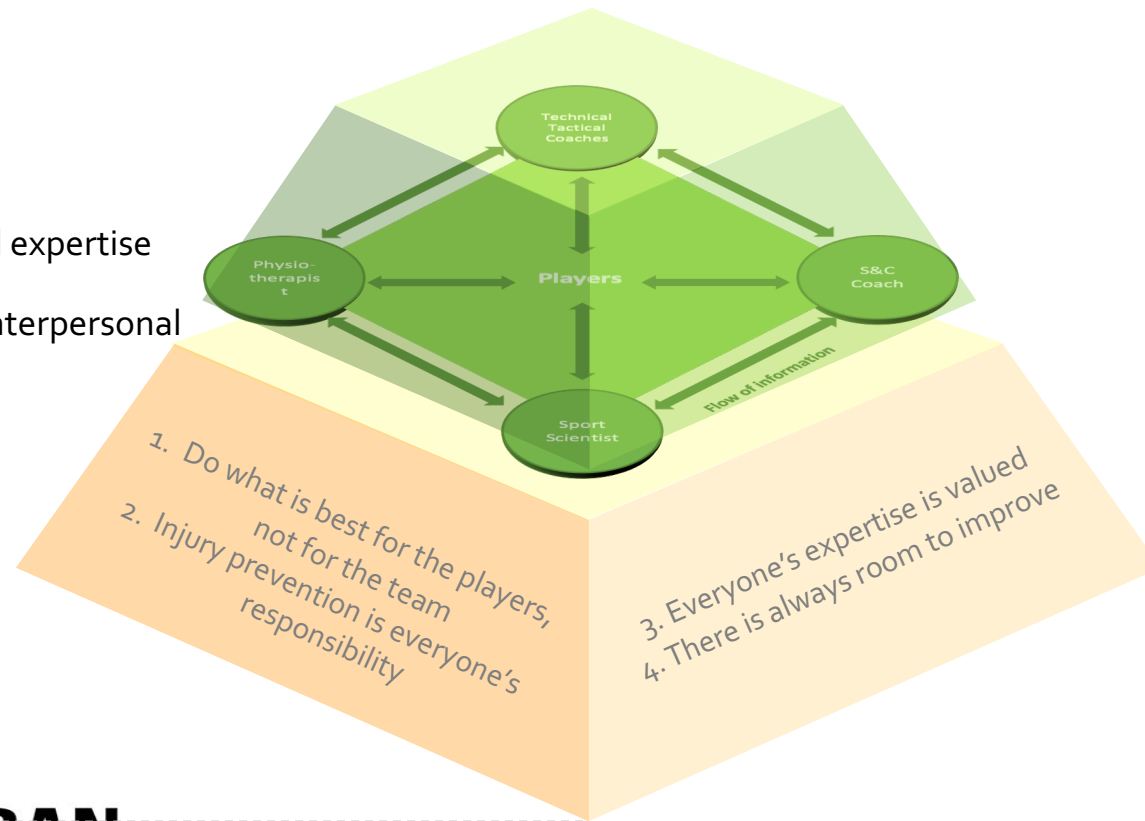 Technical
Tactical
Coaches
expertise
Physio-
therapis
t
Players
S&C
Coach
nterpersonal
Flow of information
Sport
Scientist
1. Do what is best for the players,
not for the team
2. Injury prevention is everyone's
responsibility
3. Everyone's expertise is valued
4. There is always room to improve